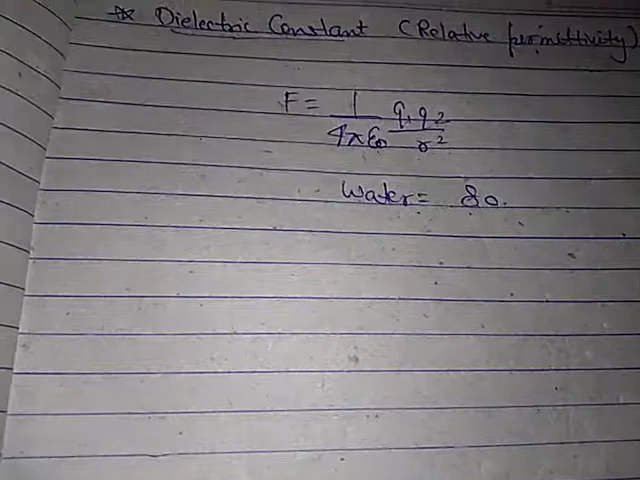 * Dielectric Constant (Relative permittivity)
F = 1/4πε₀ q₁q₂/r²
Water = 80.